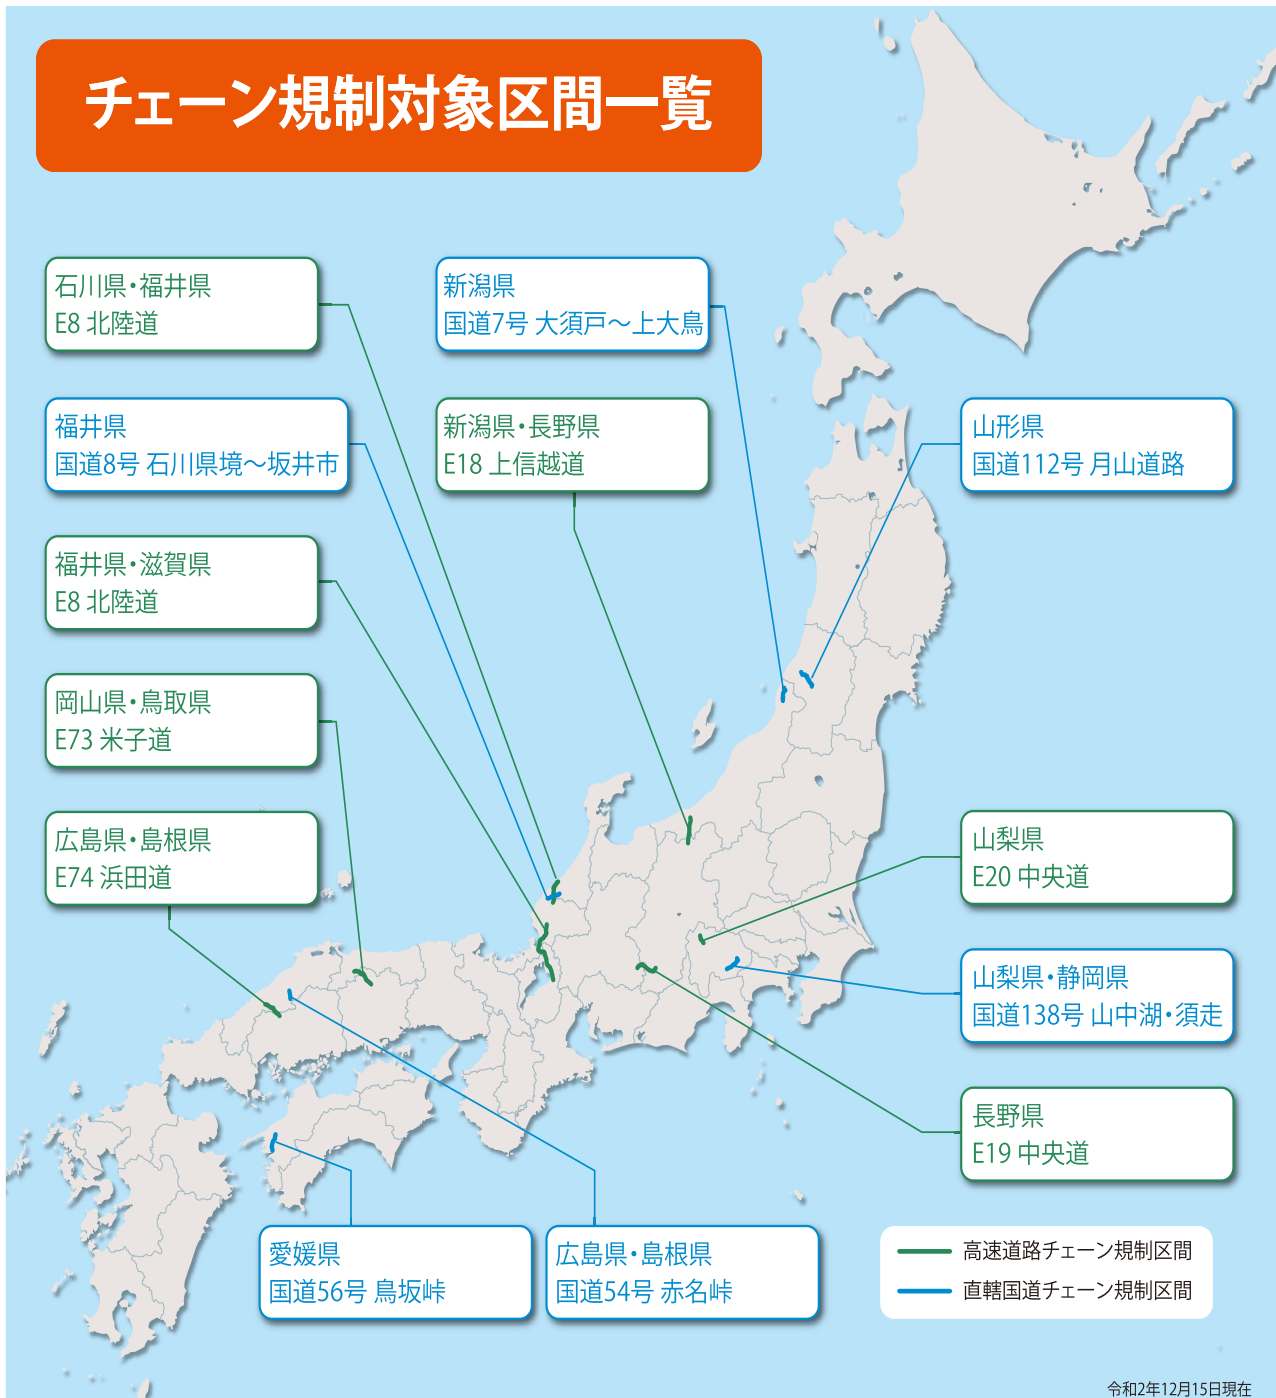 チェーン規制対象区間一覧
石川県・福井県
E8 北陸道
新潟県
国道7号 大須戸～上大鳥
福井県
国道8号 石川県境～坂井市
新潟県・長野県
E18 上信越道
山形県
国道112号 月山道路
福井県・滋賀県
E8 北陸道
岡山県・鳥取県
E73 米子道
広島県・島根県
E74 浜田道
山梨県
E20 中央道
山梨県・静岡県
国道138号 山中湖・須走
長野県
E19 中央道
愛媛県
国道56号 鳥坂峠
広島県・島根県
国道54号 赤名峠
高速道路チェーン規制区間
直轄国道チェーン規制区間
令和2年12月15日現在